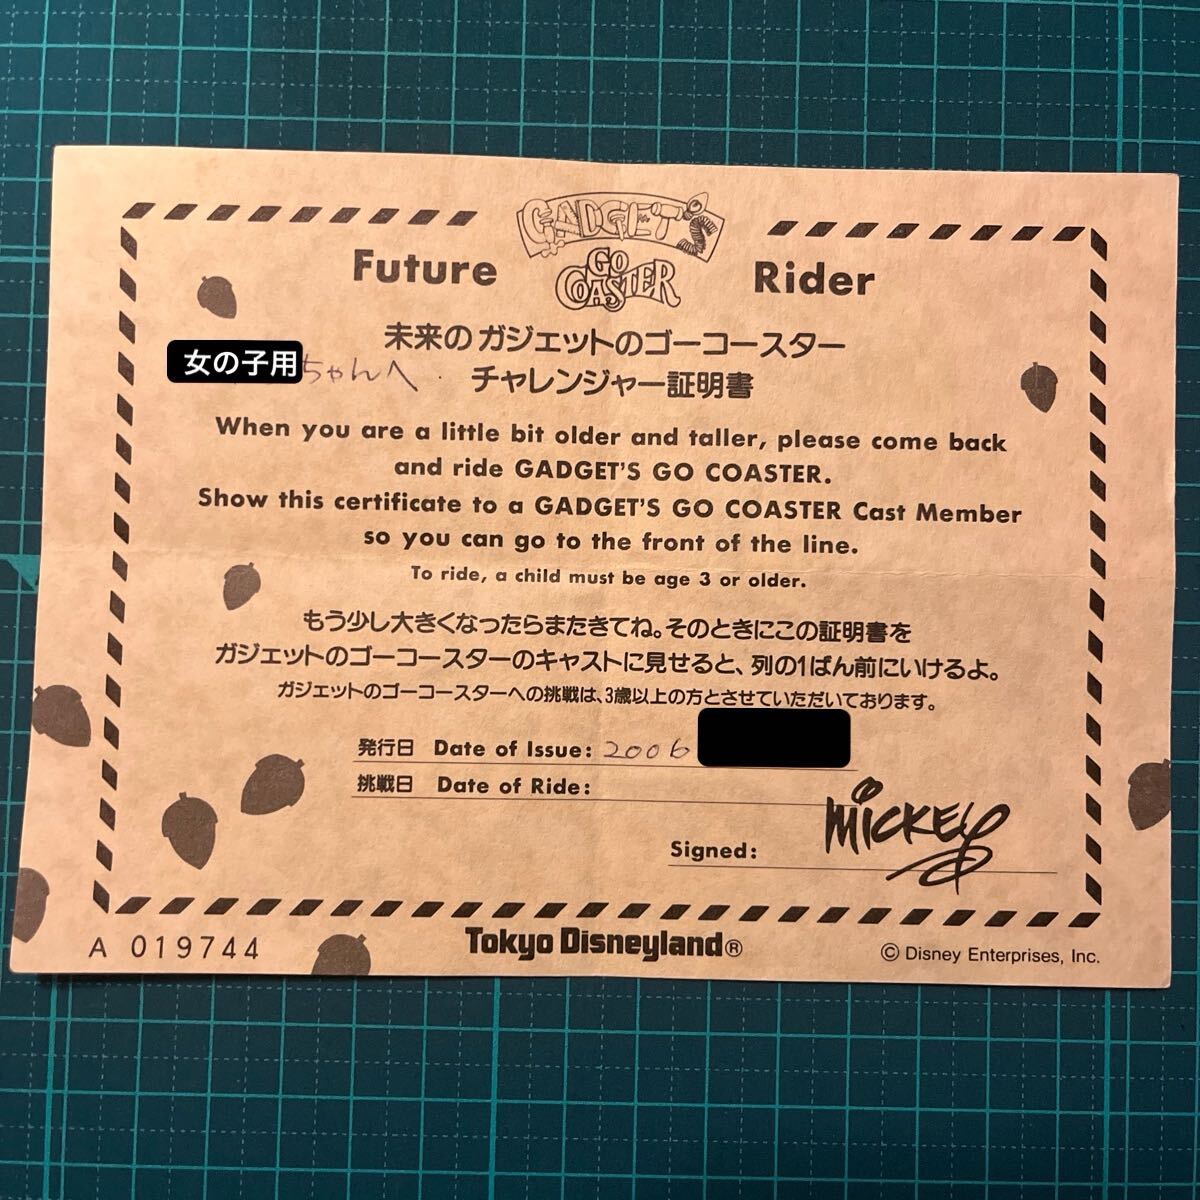 GADGET'S
GO
COASTER
Future Rider
未来のガジェットのゴーコースター
女の子用ちゃんへ
チャレンジャー証明書
When you are a little bit older and taller, please come back
and ride GADGET'S GO COASTER.
Show this certificate to a GADGET'S GO COASTER Cast Member
so you can go to the front of the line.
To ride, a child must be age 3 or older.
もう少し大きくなったらまたきてね。そのときにこの証明書を
ガジェットのゴーコースターのキャストに見せると、列の1ばん前にいけるよ。
ガジェットのゴーコースターへの挑戦は、3歳以上の方とさせていただいております。
発行日 Date of Issue: 2006
挑戦日 Date of Ride:
Signed: MICKEY
A 019744
Tokyo Disneyland®
© Disney Enterprises, Inc.